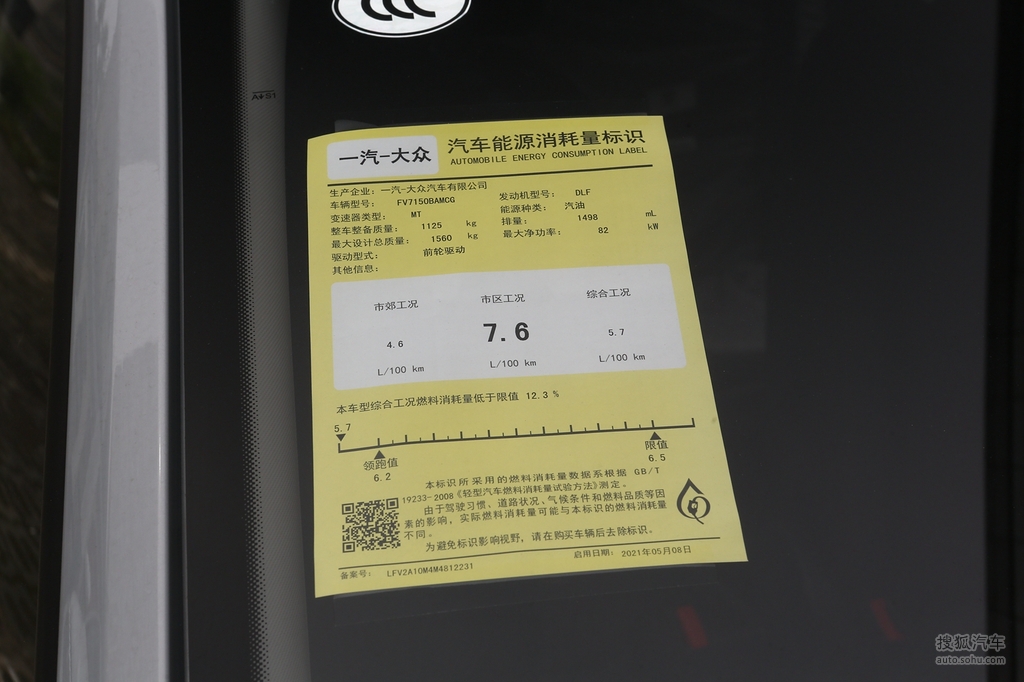 CCC
一汽-大众
汽车能源消耗量标识
AUTOMOBILE ENERGY CONSUMPTION LABEL
生产企业: 一汽-大众汽车有限公司
车辆型号: FV7150BAMCG 发动机型号: DLF
变速器类型: MT 能源种类: 汽油
整车整备质量: 1125 kg 排量: 1498 mL
最大设计总质量: 1560 kg 最大净功率: 82 kW
驱动型式: 前轮驱动
其他信息:
市郊工况 市区工况 综合工况
4.6 7.6 5.7
L/100 km L/100 km L/100 km
本车型综合工况燃料消耗量低于限值 12.3 %
5.7
领跑值 限值
6.2 6.5
本标识所采用的燃料消耗量数据系根据 GB/T
19233-2008《轻型汽车燃料消耗量试验方法》测定。
由于驾驶习惯、道路状况、气候条件和燃料品质等因
素的影响, 实际燃料消耗量可能与本标识的燃料消耗量
不同。
为避免标识影响视野, 请在购买车辆后去除标识。
备案号: LFV2A10M4M4812231 启用日期: 2021年05月08日
搜狐汽车
auto.sohu.com